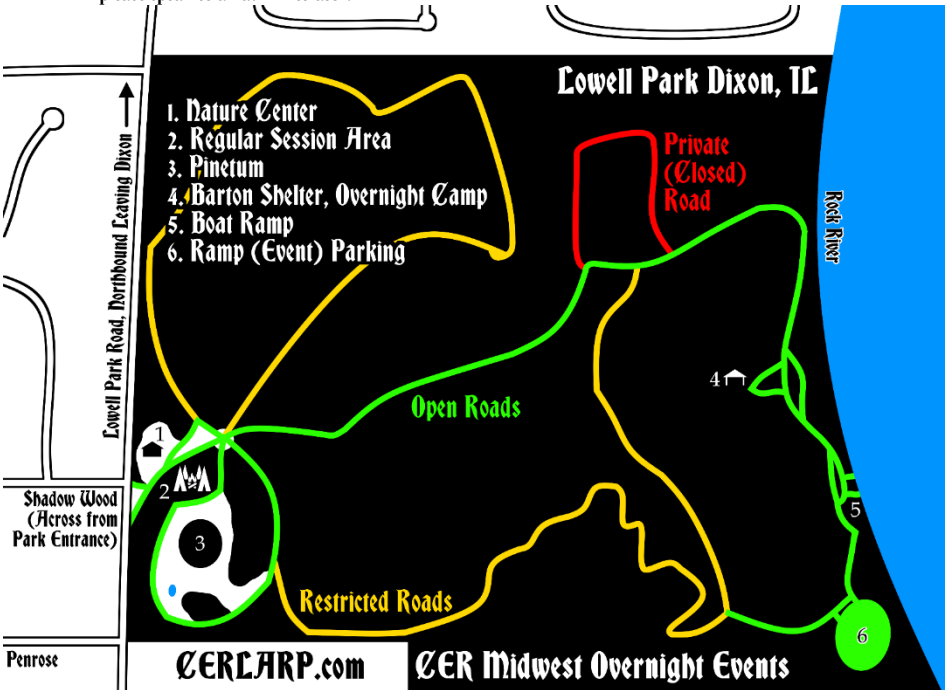 Lowell Park Dixon, IL
1. Nature Center
2. Regular Session Area
3. Pinetum
4. Barton Shelter, Overnight Camp
5. Boat Ramp
6. Ramp (Event) Parking
Private
(Closed)
Road
Rock River
Lowell Park Road, Northbound Leaving Dixon
4
Open Roads
1
2
3
Shadow Wood
(Across from
Park Entrance)
5
Restricted Roads
6
Penrose
CERLARP.com
CER Midwest Overnight Events